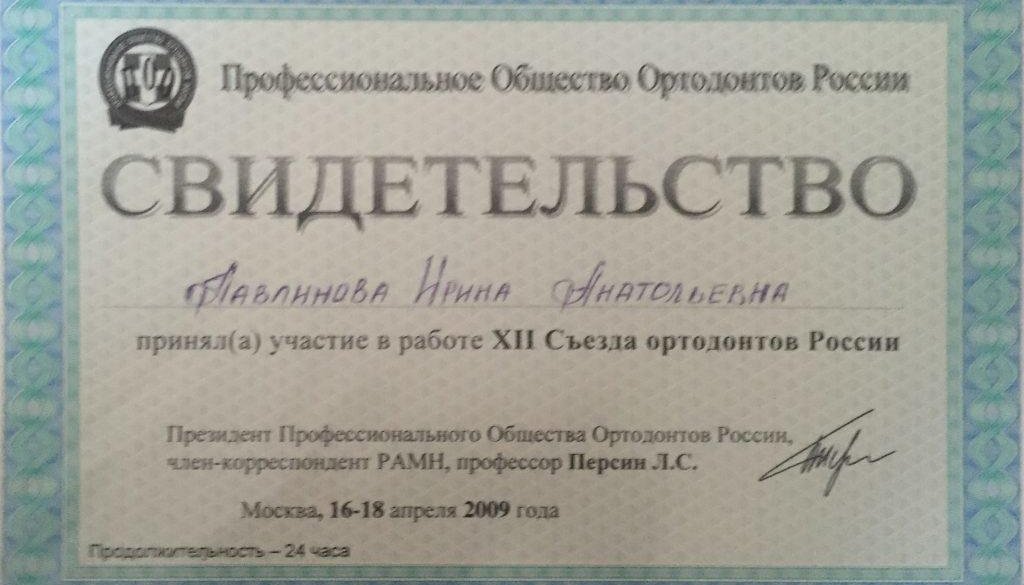 Профессиональное Общество Ортодонтов России
СВИДЕТЕЛЬСТВО
Павлинова Ирина Анатольевна
принял(а) участие в работе XII Съезда ортодонтов России
Президент Профессионального Общества Ортодонтов России,
член-корреспондент РАМН, профессор Персин Л.С.
Москва, 16-18 апреля 2009 года
Продолжительность – 24 часа